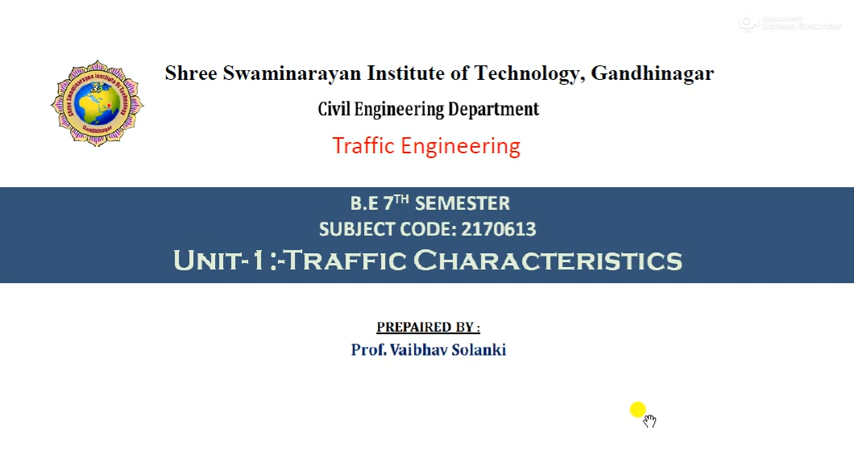 Shree Swaminarayan Institute of Technology, Gandhinagar
Civil Engineering Department
Traffic Engineering
B.E 7TH SEMESTER
SUBJECT CODE: 2170613
UNIT-1:-TRAFFIC CHARACTERISTICS
PREPAIRED BY :
Prof. Vaibhav Solanki